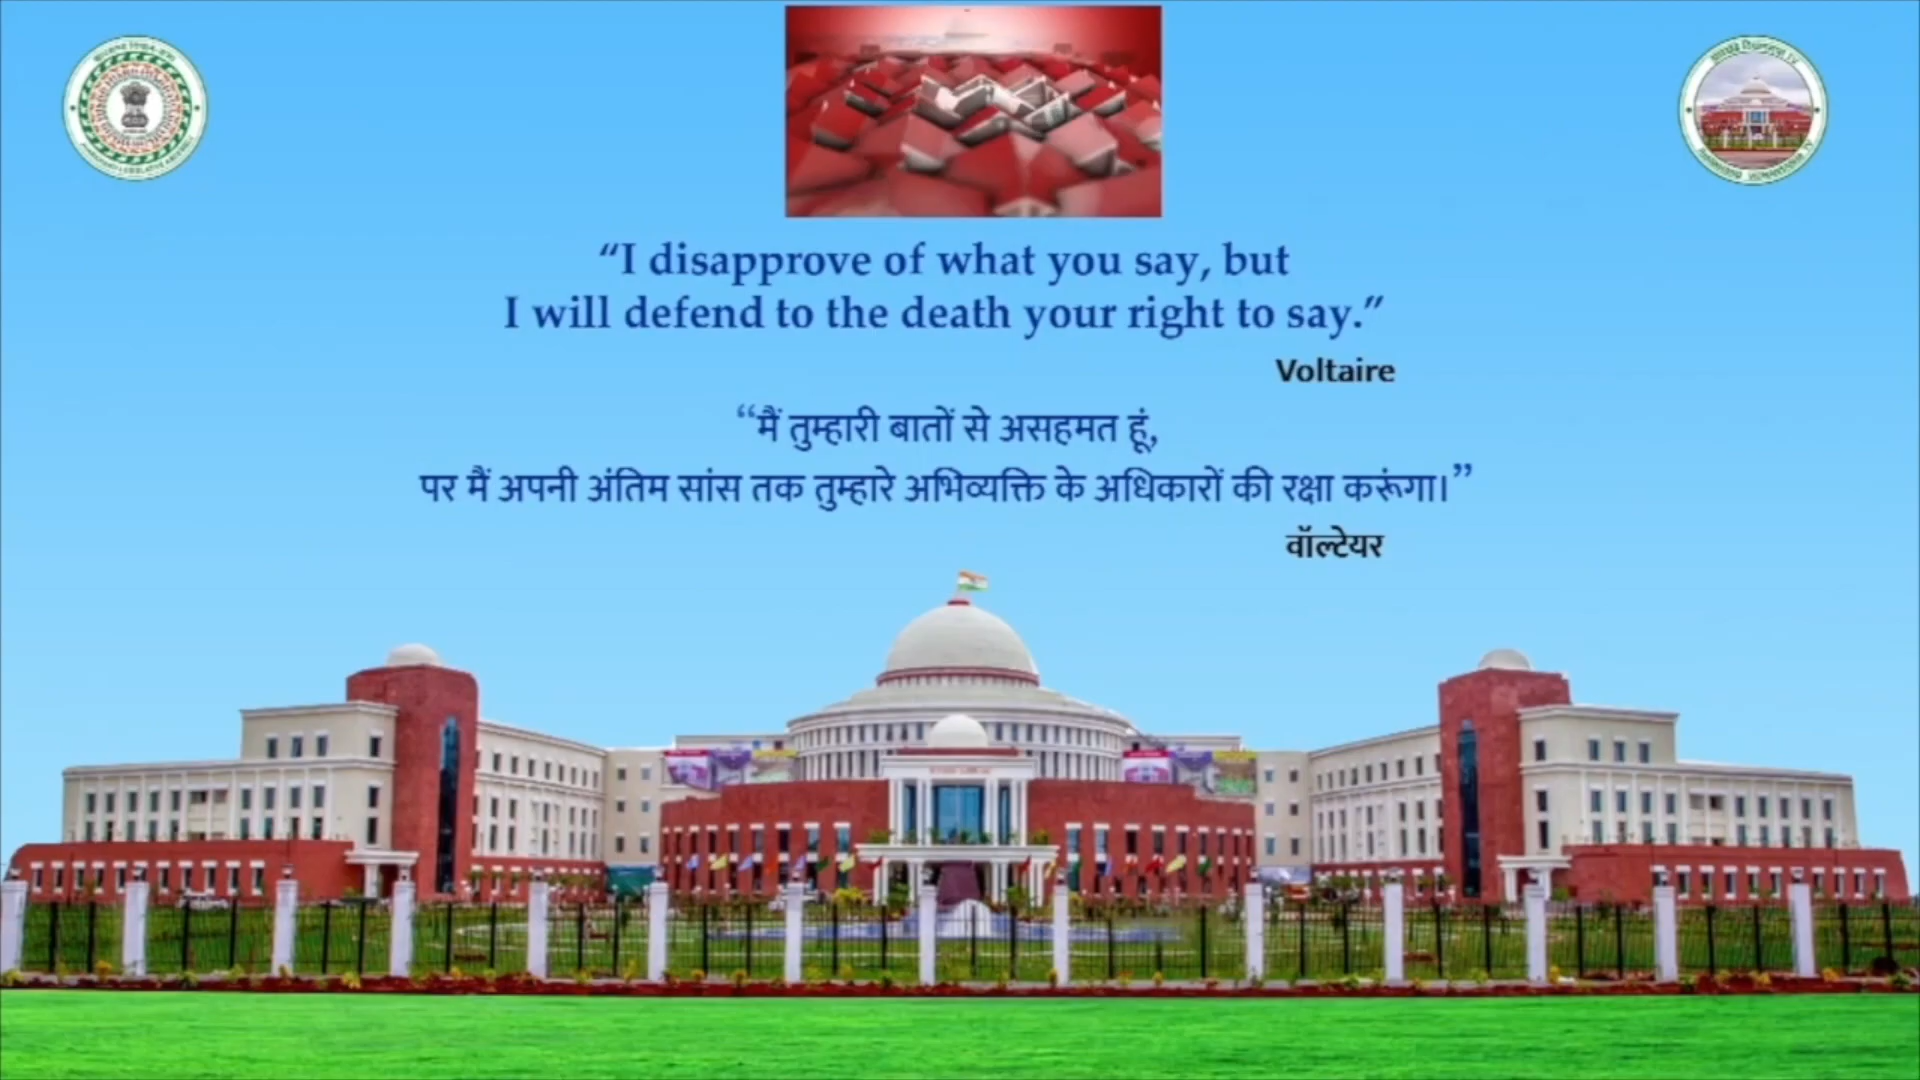 “I disapprove of what you say, but
I will defend to the death your right to say.”
Voltaire
“मैं तुम्हारी बातों से असहमत हूं,
पर मैं अपनी अंतिम सांस तक तुम्हारे अभिव्यक्ति के अधिकारों की रक्षा करूंगा।”
वॉल्टेयर